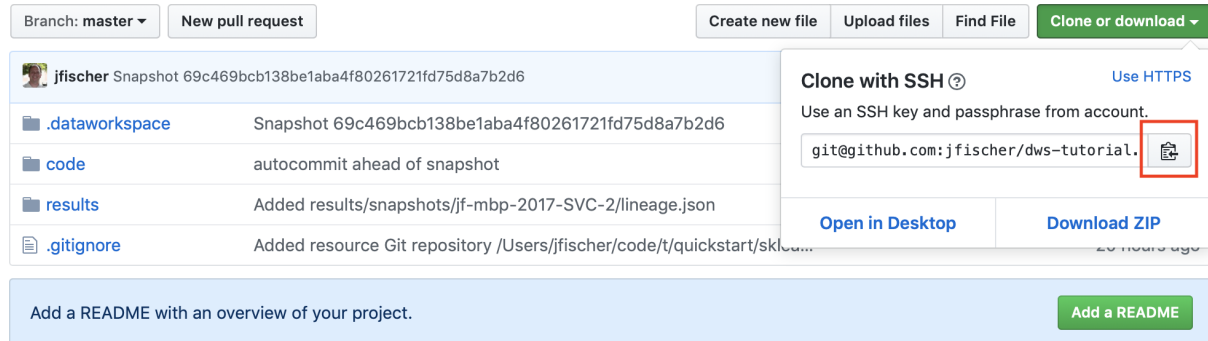 Branch: master
New pull request
Create new file
Upload files
Find File
Clone or download
jfischer Snapshot 69c469bcb138be1aba4f80261721fd75d8a7b2d6
Clone with SSH ?
Use HTTPS
Use an SSH key and passphrase from account.
git@github.com:jfischer/dws-tutorial.
Open in Desktop
Download ZIP
.dataworkspace Snapshot 69c469bcb138be1aba4f80261721fd75d8a7b2d6
code autocommit ahead of snapshot
results Added results/snapshots/jf-mbp-2017-SVC-2/lineage.json
.gitignore Added resource Git repository /Users/jfischer/code/t/quickstart/sklea...
Add a README with an overview of your project.
Add a README